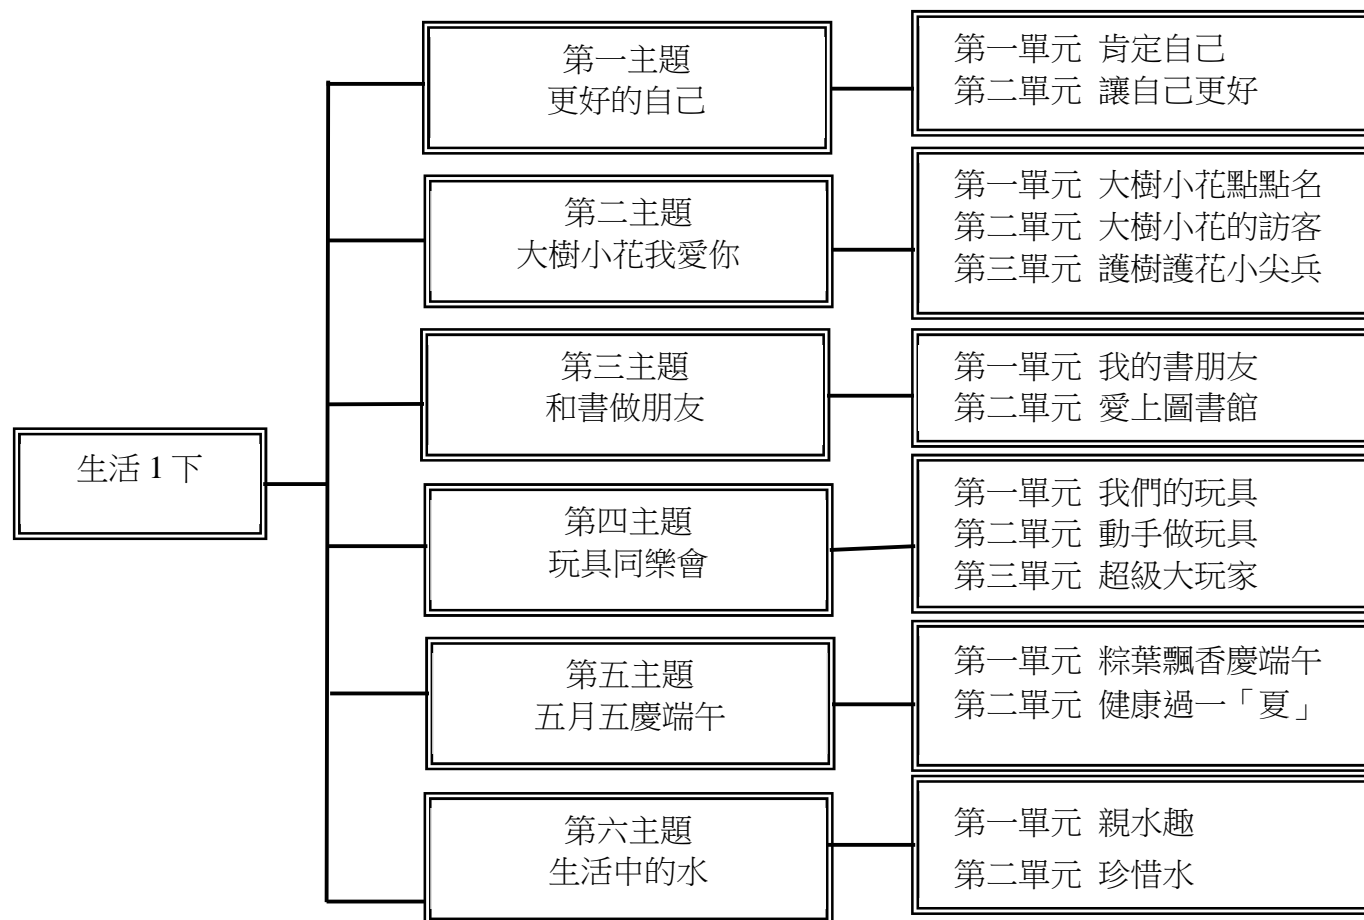 生活 1 下
第一主題
更好的自己
第一單元 肯定自己
第二單元 讓自己更好
第二主題
大樹小花我愛你
第一單元 大樹小花點點名
第二單元 大樹小花的訪客
第三單元 護樹護花小尖兵
第三主題
和書做朋友
第一單元 我的書朋友
第二單元 愛上圖書館
第四主題
玩具同樂會
第一單元 我們的玩具
第二單元 動手做玩具
第三單元 超級大玩家
第五主題
五月五慶端午
第一單元 粽葉飄香慶端午
第二單元 健康過一「夏」
第六主題
生活中的水
第一單元 親水趣
第二單元 珍惜水